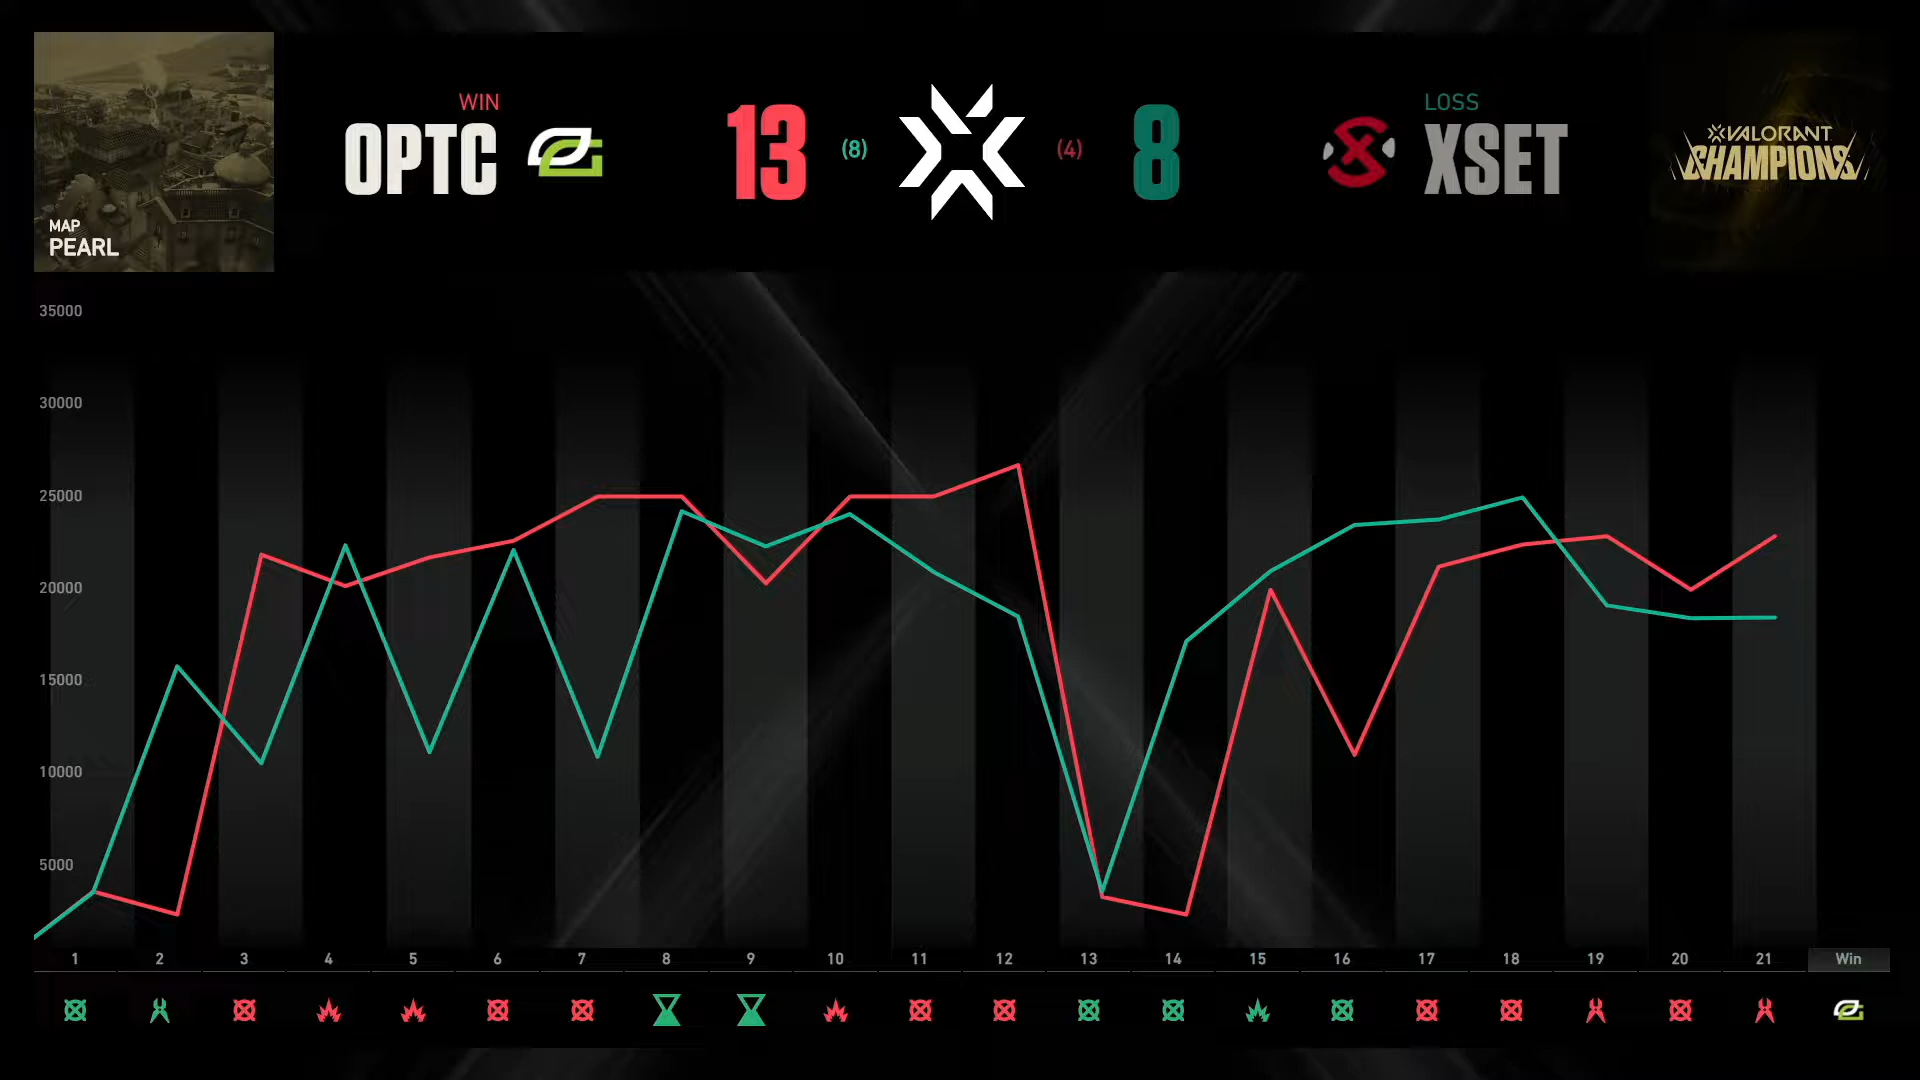 WIN
OPTC
13
(8)
(4)
8
LOSS
XSET
VALORANT
CHAMPIONS
MAP
PEARL
35000
30000
25000
20000
15000
10000
5000
1 2 3 4 5 6 7 8 9 10 11 12 13 14 15 16 17 18 19 20 21 Win